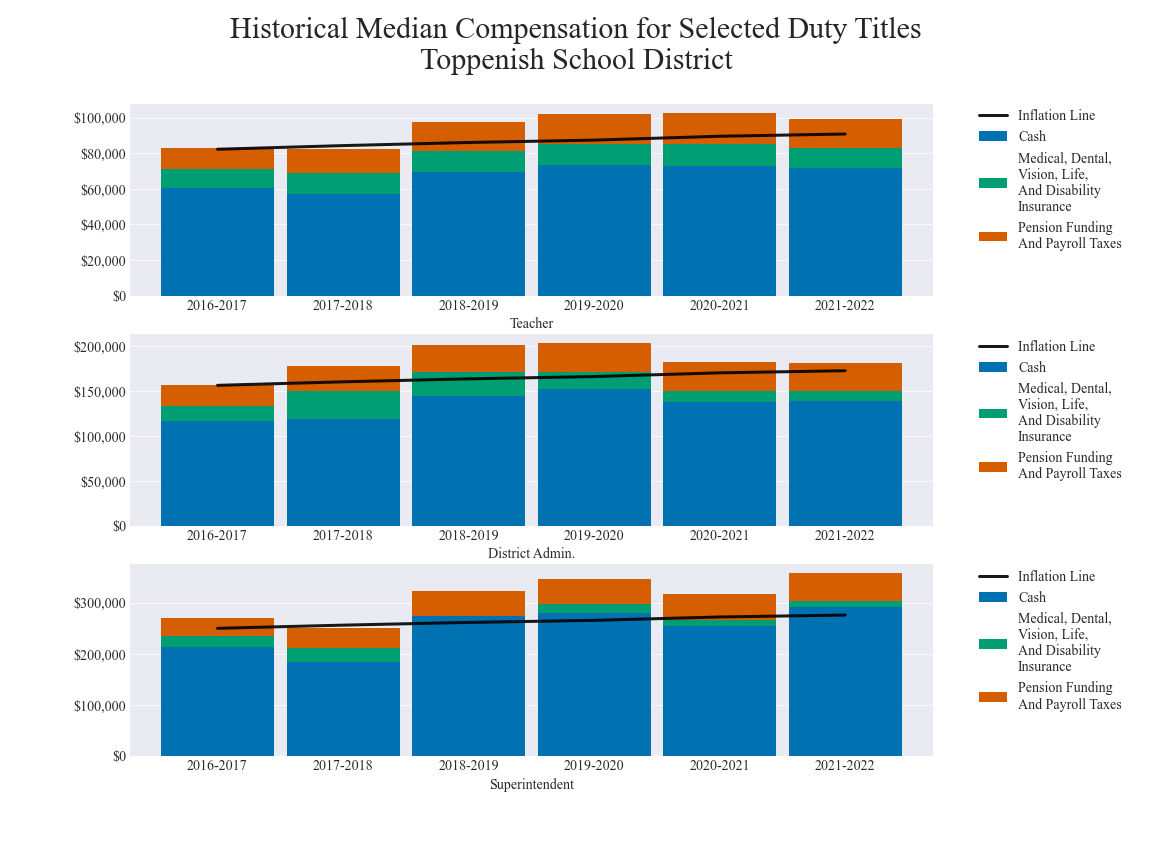 Historical Median Compensation for Selected Duty Titles
Toppenish School District
$100,000
$80,000
$60,000
$40,000
$20,000
$0
2016-2017 2017-2018 2018-2019 2019-2020 2020-2021 2021-2022
Teacher
Inflation Line
Cash
Medical, Dental,
Vision, Life,
And Disability
Insurance
Pension Funding
And Payroll Taxes
$200,000
$150,000
$100,000
$50,000
$0
2016-2017 2017-2018 2018-2019 2019-2020 2020-2021 2021-2022
District Admin.
Inflation Line
Cash
Medical, Dental,
Vision, Life,
And Disability
Insurance
Pension Funding
And Payroll Taxes
$300,000
$200,000
$100,000
$0
2016-2017 2017-2018 2018-2019 2019-2020 2020-2021 2021-2022
Superintendent
Inflation Line
Cash
Medical, Dental,
Vision, Life,
And Disability
Insurance
Pension Funding
And Payroll Taxes